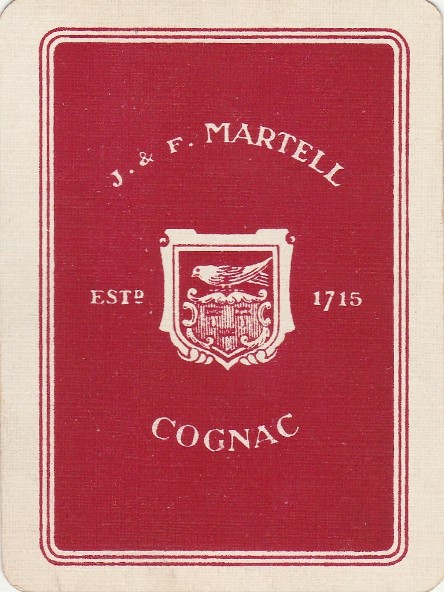 J. & F. MARTELL
ESTD 1715
COGNAC